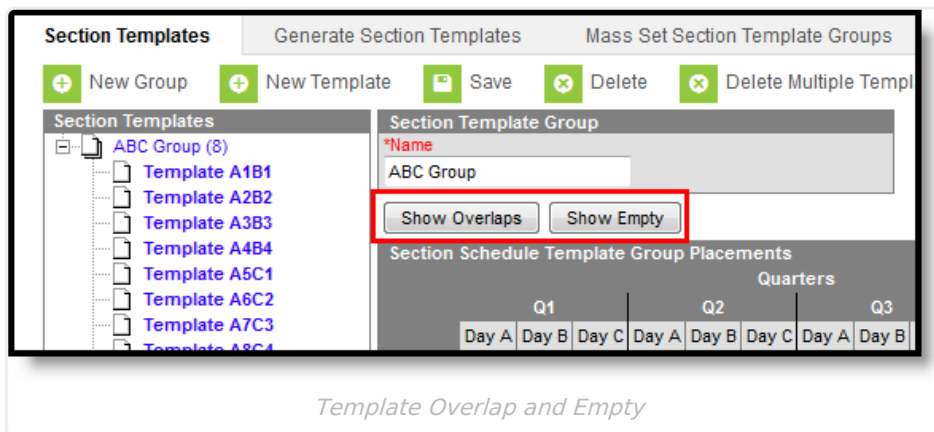 Section Templates Generate Section Templates Mass Set Section Template Groups
New Group New Template Save Delete Delete Multiple Templ
Section Templates
ABC Group (8)
Template A1B1
Template A2B2
Template A3B3
Template A4B4
Template A5C1
Template A6C2
Template A7C3
Template A8C4
Section Template Group
*Name
ABC Group
Show Overlaps Show Empty
Section Schedule Template Group Placements
Quarters
Q1 Q2 Q3
Day A Day B Day C Day A Day B Day C Day A Day B
Template Overlap and Empty